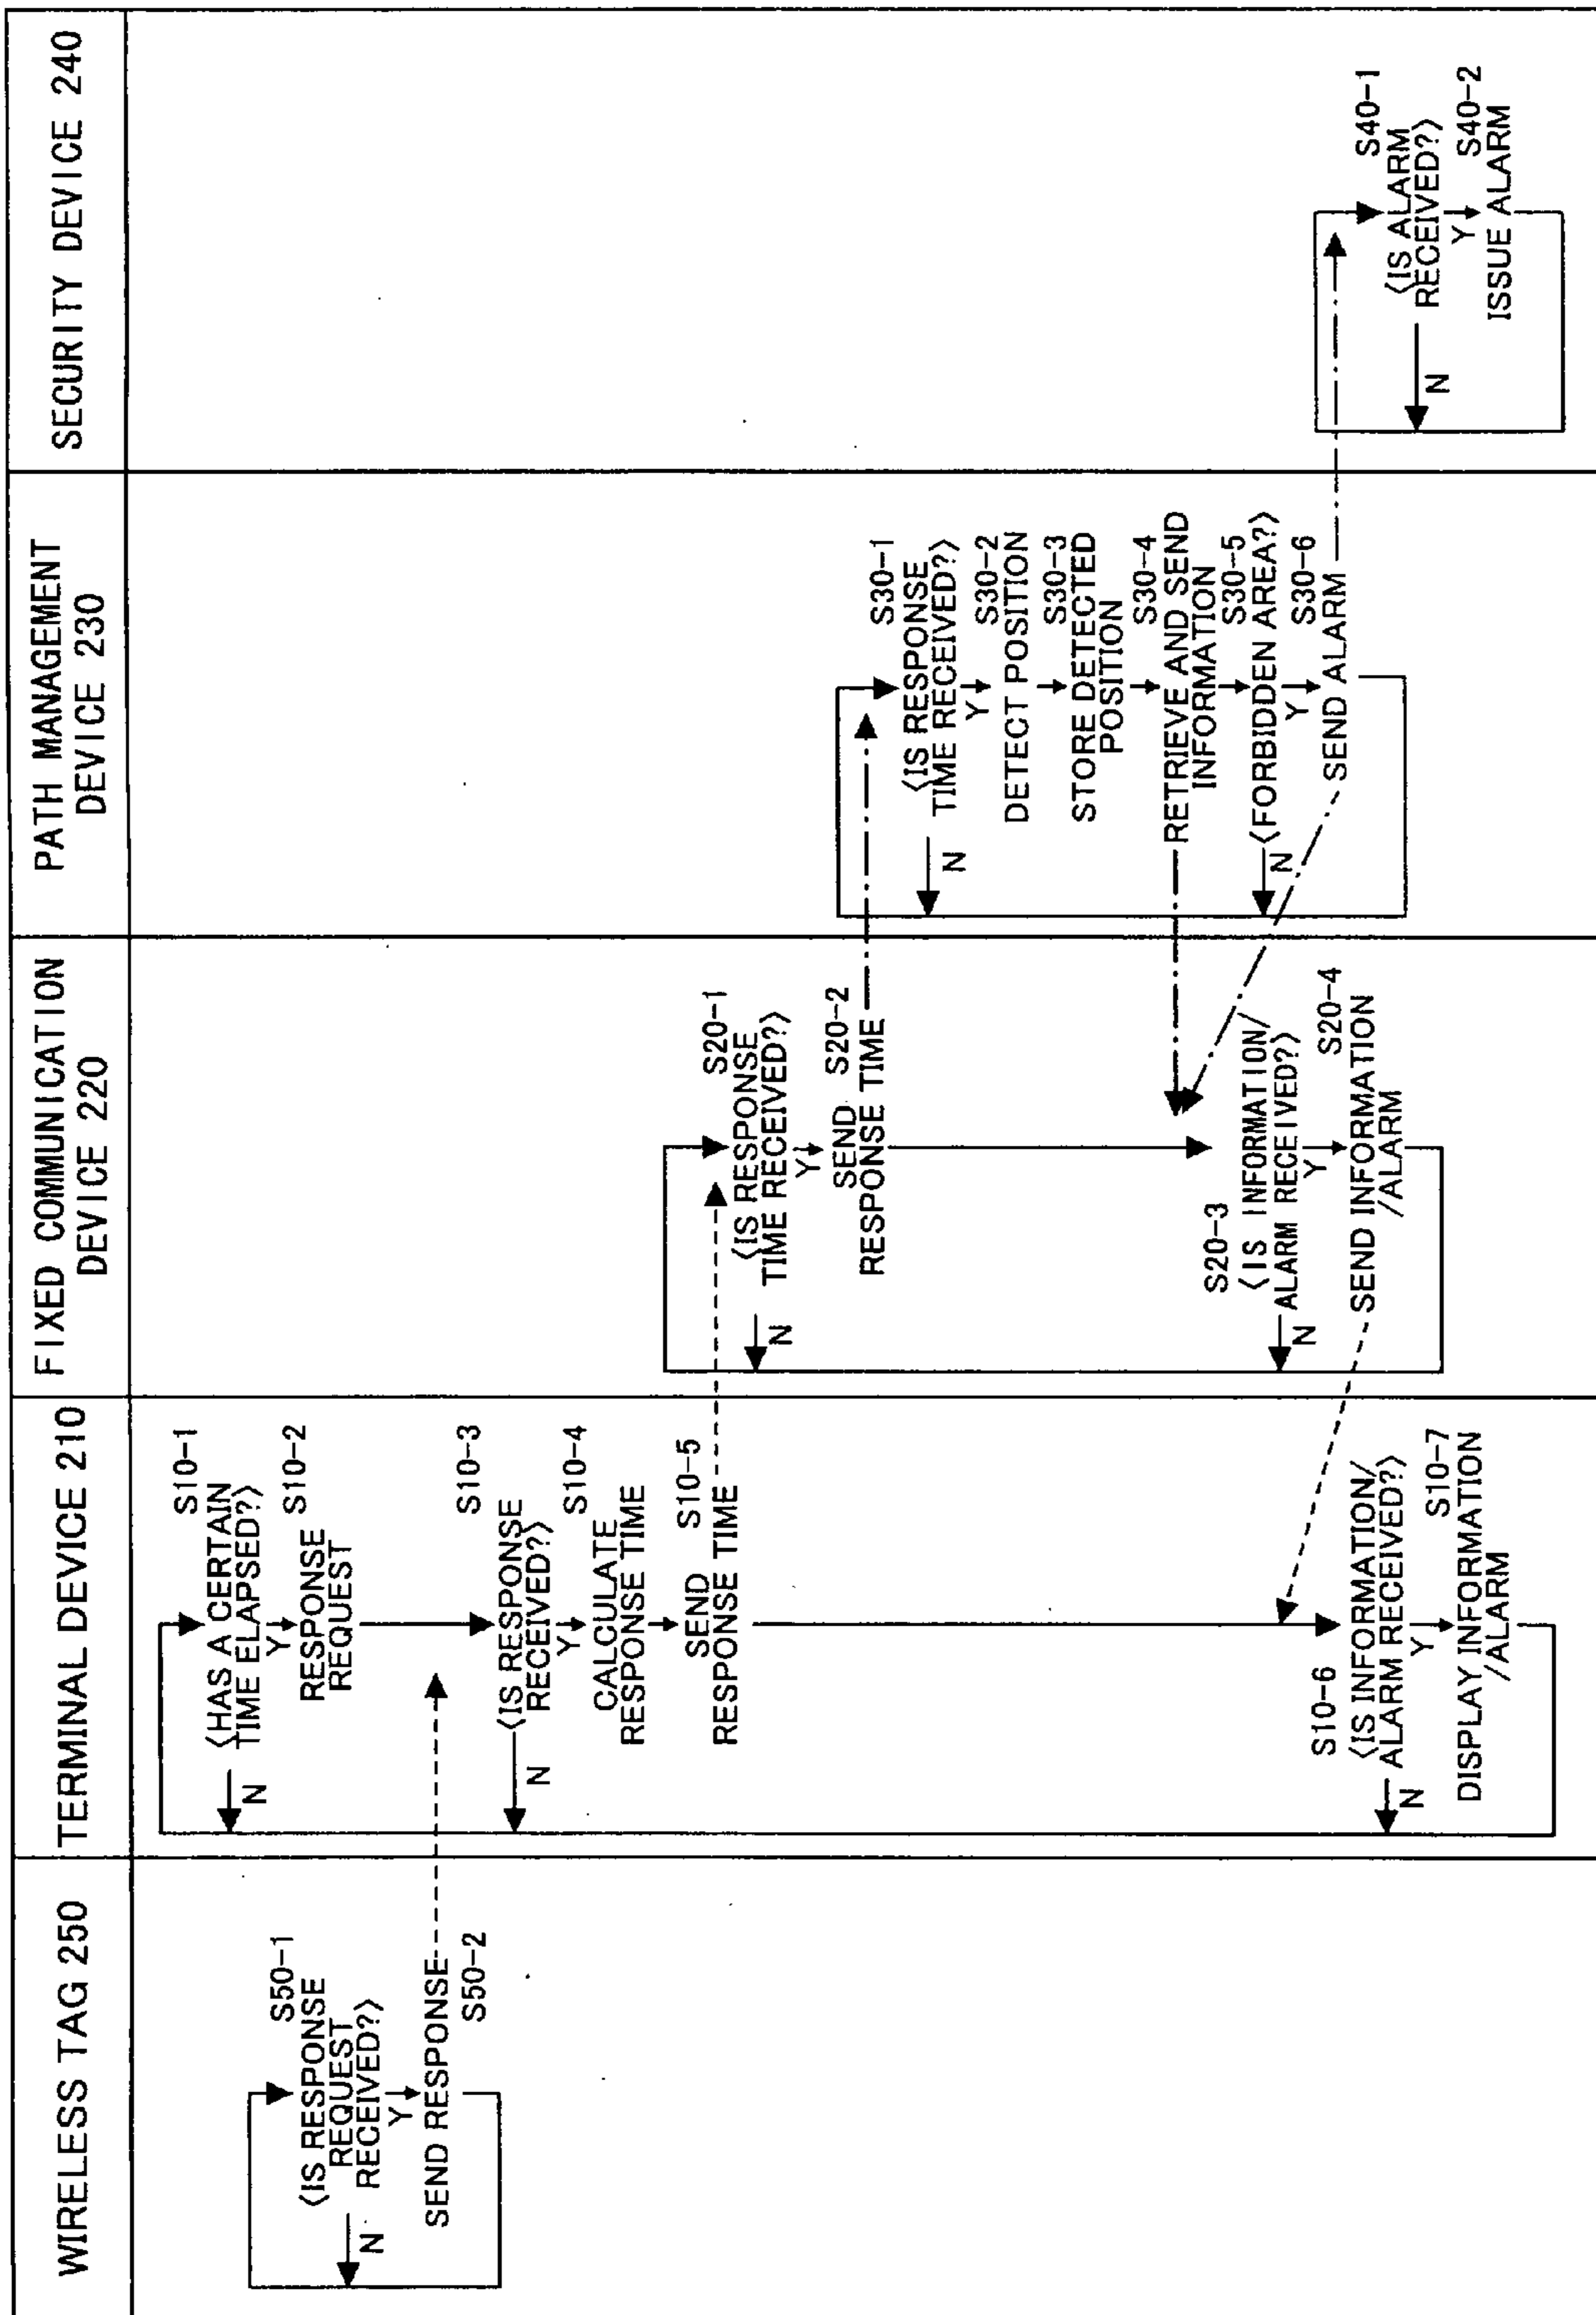 WIRELESS TAG 250
S50-1
〈IS RESPONSE
REQUEST
RECEIVED?〉
N
Y
SEND RESPONSE
S50-2
TERMINAL DEVICE 210
S10-1
〈HAS A CERTAIN
TIME ELAPSED?〉
N
Y
S10-2
RESPONSE
REQUEST
S10-3
〈IS RESPONSE
RECEIVED?〉
N
Y
S10-4
CALCULATE
RESPONSE TIME
S10-5
SEND
RESPONSE TIME
S10-6
〈IS INFORMATION/
ALARM RECEIVED?〉
N
Y
S10-7
DISPLAY INFORMATION
/ALARM
FIXED COMMUNICATION
DEVICE 220
S20-1
〈IS RESPONSE
TIME RECEIVED?〉
N
Y
S20-2
SEND
RESPONSE TIME
S20-3
〈IS INFORMATION/
ALARM RECEIVED?〉
N
Y
S20-4
SEND INFORMATION
/ALARM
PATH MANAGEMENT
DEVICE 230
S30-1
〈IS RESPONSE
TIME RECEIVED?〉
N
Y
S30-2
DETECT POSITION
S30-3
STORE DETECTED
POSITION
S30-4
RETRIEVE AND SEND
INFORMATION
S30-5
〈FORBIDDEN AREA?〉
N
Y
S30-6
SEND ALARM
SECURITY DEVICE 240
S40-1
〈IS ALARM
RECEIVED?〉
N
Y
S40-2
ISSUE ALARM